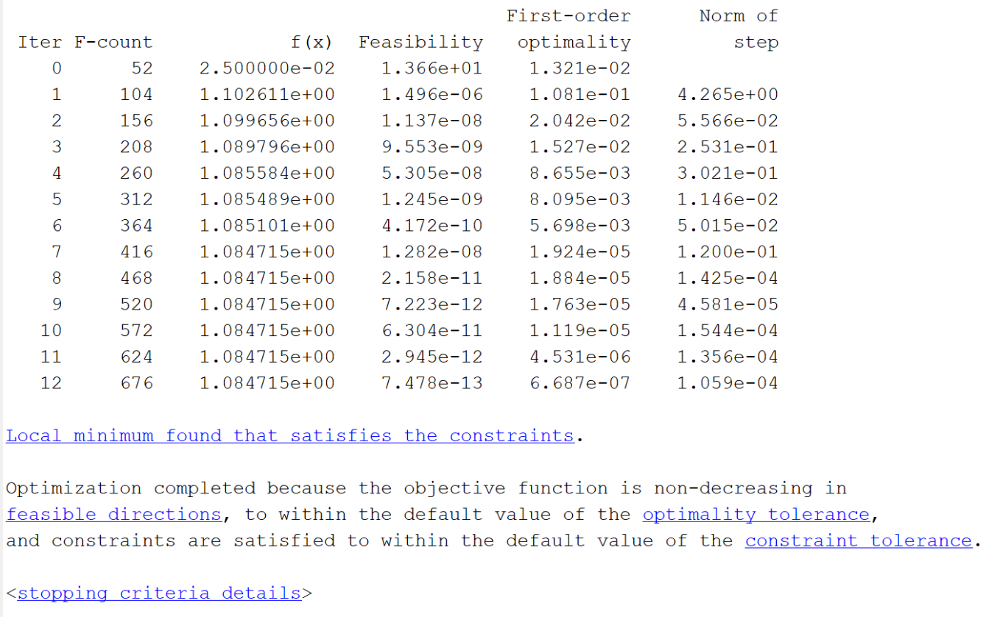 First-order Norm of
Iter F-count f(x) Feasibility optimality step
0 52 2.500000e-02 1.366e+01 1.321e-02
1 104 1.102611e+00 1.496e-06 1.081e-01 4.265e+00
2 156 1.099656e+00 1.137e-08 2.042e-02 5.566e-02
3 208 1.089796e+00 9.553e-09 1.527e-02 2.531e-01
4 260 1.085584e+00 5.305e-08 8.655e-03 3.021e-01
5 312 1.085489e+00 1.245e-09 8.095e-03 1.146e-02
6 364 1.085101e+00 4.172e-10 5.698e-03 5.015e-02
7 416 1.084715e+00 1.282e-08 1.924e-05 1.200e-01
8 468 1.084715e+00 2.158e-11 1.884e-05 1.425e-04
9 520 1.084715e+00 7.223e-12 1.763e-05 4.581e-05
10 572 1.084715e+00 6.304e-11 1.119e-05 1.544e-04
11 624 1.084715e+00 2.945e-12 4.531e-06 1.356e-04
12 676 1.084715e+00 7.478e-13 6.687e-07 1.059e-04
Local minimum found that satisfies the constraints.
Optimization completed because the objective function is non-decreasing in
feasible directions, to within the default value of the optimality tolerance,
and constraints are satisfied to within the default value of the constraint tolerance.
<stopping criteria details>